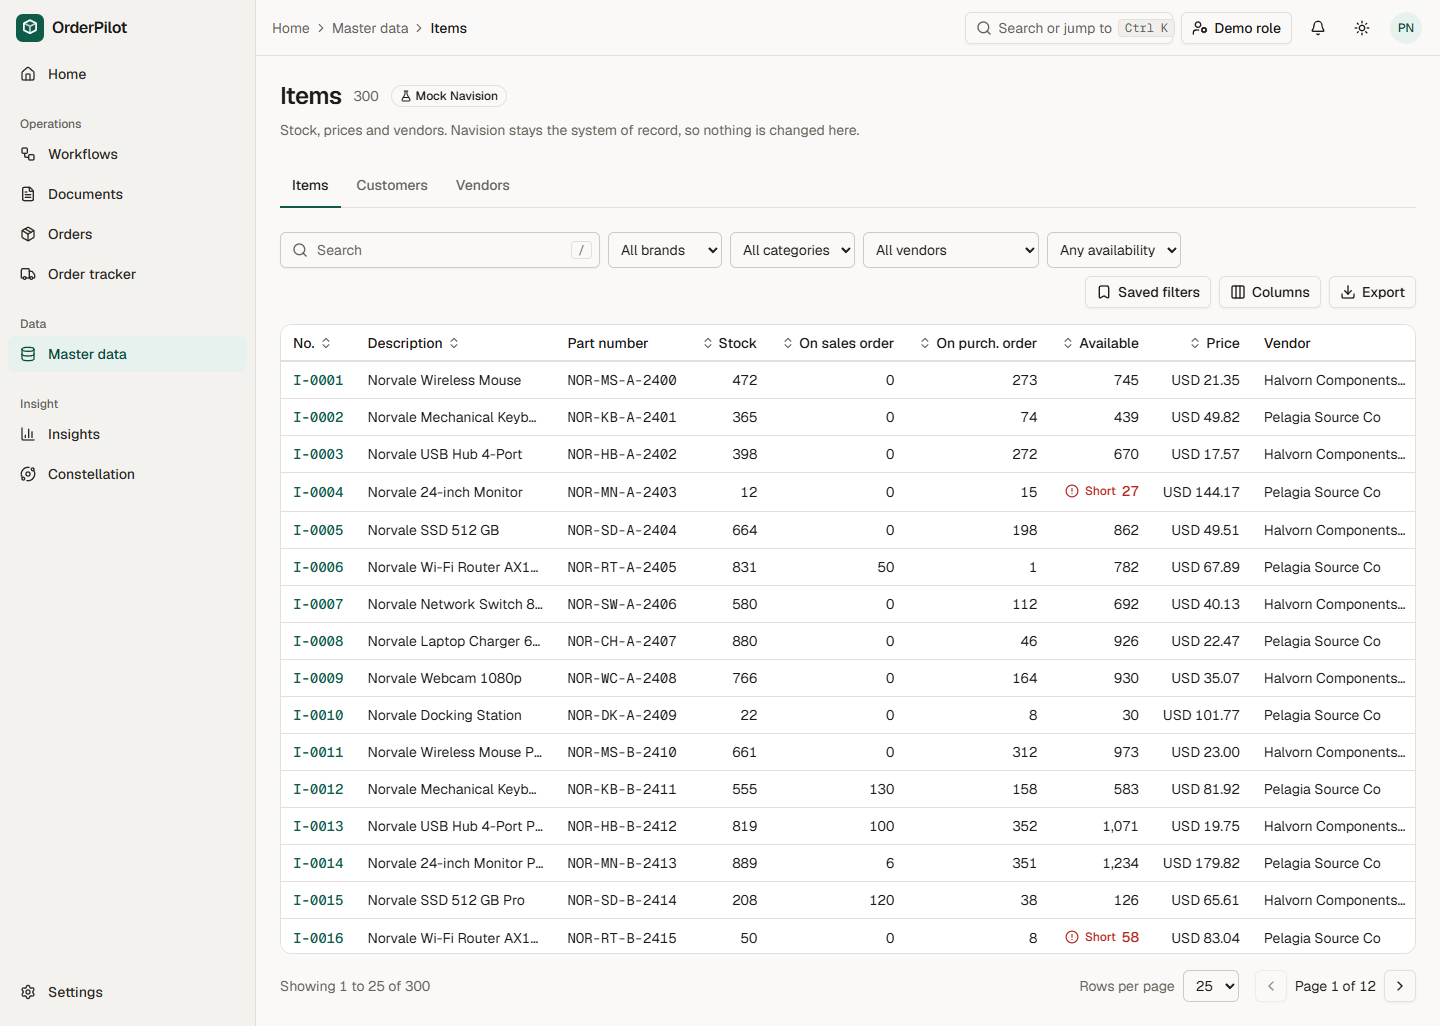 OrderPilot
Home
Operations
Workflows
Documents
Orders
Order tracker
Data
Master data
Insight
Insights
Constellation
Settings
Home > Master data > Items
Search or jump to Ctrl K
Demo role
PN
Items 300 Mock Navision
Stock, prices and vendors. Navision stays the system of record, so nothing is changed here.
Items Customers Vendors
Search / All brands All categories All vendors Any availability
Saved filters Columns Export
No. Description Part number Stock On sales order On purch. order Available Price Vendor
I-0001 Norvale Wireless Mouse NOR-MS-A-2400 472 0 273 745 USD 21.35 Halvorn Components…
I-0002 Norvale Mechanical Keyb… NOR-KB-A-2401 365 0 74 439 USD 49.82 Pelagia Source Co
I-0003 Norvale USB Hub 4-Port NOR-HB-A-2402 398 0 272 670 USD 17.57 Halvorn Components…
I-0004 Norvale 24-inch Monitor NOR-MN-A-2403 12 0 15 Short 27 USD 144.17 Pelagia Source Co
I-0005 Norvale SSD 512 GB NOR-SD-A-2404 664 0 198 862 USD 49.51 Halvorn Components…
I-0006 Norvale Wi-Fi Router AX1… NOR-RT-A-2405 831 50 1 782 USD 67.89 Pelagia Source Co
I-0007 Norvale Network Switch 8… NOR-SW-A-2406 580 0 112 692 USD 40.13 Halvorn Components…
I-0008 Norvale Laptop Charger 6… NOR-CH-A-2407 880 0 46 926 USD 22.47 Pelagia Source Co
I-0009 Norvale Webcam 1080p NOR-WC-A-2408 766 0 164 930 USD 35.07 Halvorn Components…
I-0010 Norvale Docking Station NOR-DK-A-2409 22 0 8 30 USD 101.77 Pelagia Source Co
I-0011 Norvale Wireless Mouse P… NOR-MS-B-2410 661 0 312 973 USD 23.00 Halvorn Components…
I-0012 Norvale Mechanical Keyb… NOR-KB-B-2411 555 130 158 583 USD 81.92 Pelagia Source Co
I-0013 Norvale USB Hub 4-Port P… NOR-HB-B-2412 819 100 352 1,071 USD 19.75 Halvorn Components…
I-0014 Norvale 24-inch Monitor P… NOR-MN-B-2413 889 6 351 1,234 USD 179.82 Pelagia Source Co
I-0015 Norvale SSD 512 GB Pro NOR-SD-B-2414 208 120 38 126 USD 65.61 Halvorn Components…
I-0016 Norvale Wi-Fi Router AX1… NOR-RT-B-2415 50 0 8 Short 58 USD 83.04 Pelagia Source Co
Showing 1 to 25 of 300
Rows per page 25 Page 1 of 12